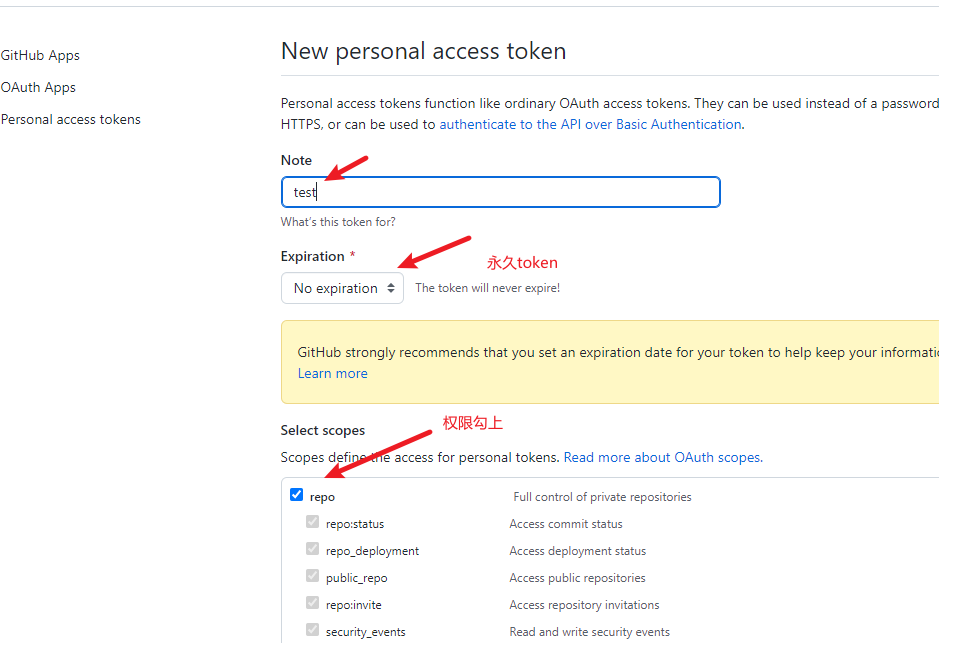 GitHub Apps
OAuth Apps
Personal access tokens
New personal access token
Personal access tokens function like ordinary OAuth access tokens. They can be used instead of a password
HTTPS, or can be used to authenticate to the API over Basic Authentication.
Note
test
What's this token for?
Expiration *
永久token
No expiration
The token will never expire!
GitHub strongly recommends that you set an expiration date for your token to help keep your
Learn more
权限勾上
Select scopes
Scopes define the access for personal tokens. Read more about OAuth scopes.
repo Full control of private repositories
repo:status Access commit status
repo_deployment Access deployment status
public_repo Access public repositories
repo:invite Access repository invitations
security_events Read and write security events